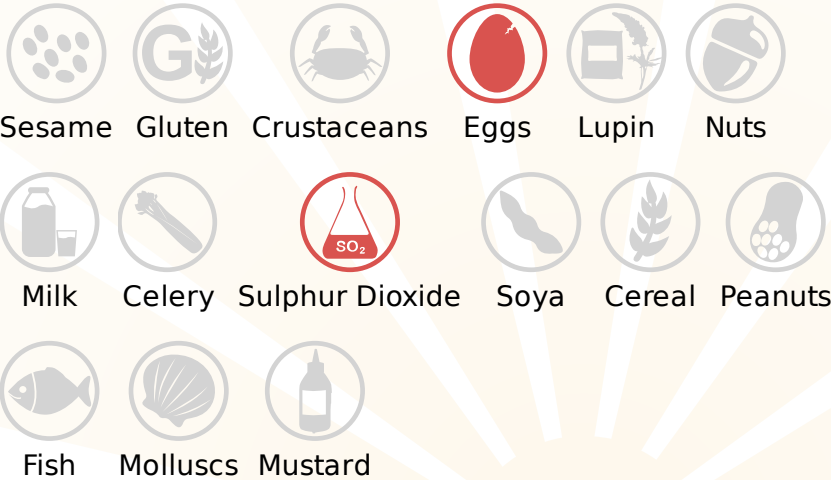 G
Sesame Gluten Crustaceans Eggs Lupin Nuts
SO₂
Milk Celery Sulphur Dioxide Soya Cereal Peanuts
Fish Molluscs Mustard